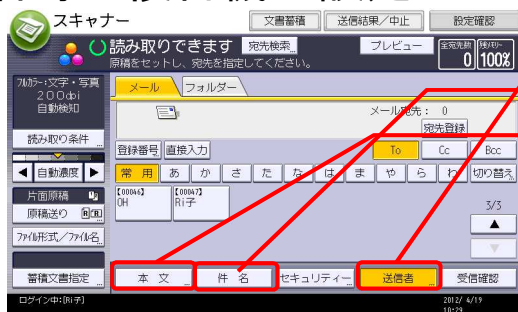 スキャナー
文書蓄積
送信結果／中止
設定確認
読み取りできます
宛先検索
プレビュー
全宛先数
残メモリー
0
100%
原稿をセットし、宛先を指定してください。
フルカラー:文字・写真
200dpi
自動検知
メール
フォルダー
メール宛先： 0
宛先登録
読み取り条件
登録番号
直接入力
To
Cc
Bcc
自動濃度
常用
あ
か
さ
た
な
は
ま
や
ら
わ
切り替え
片面原稿
原稿送り
[00046]
OH
[00047]
Ri子
3/3
ファイル形式／ファイル名
蓄積文書指定
本文
件名
セキュリティー
送信者
受信確認
ログイン中:[Ri子]
2012/ 4/19
10:29